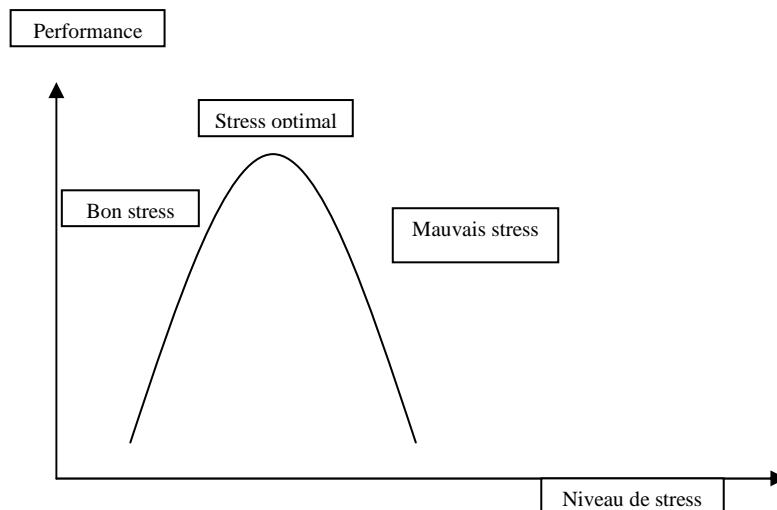 Performance
Stress optimal
Bon stress
Mauvais stress
Niveau de stress